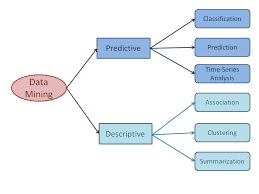 Data
Mining
Predictive
Classification
Prediction
Time-Series
Analysis
Descriptive
Association
Clustering
Summarization